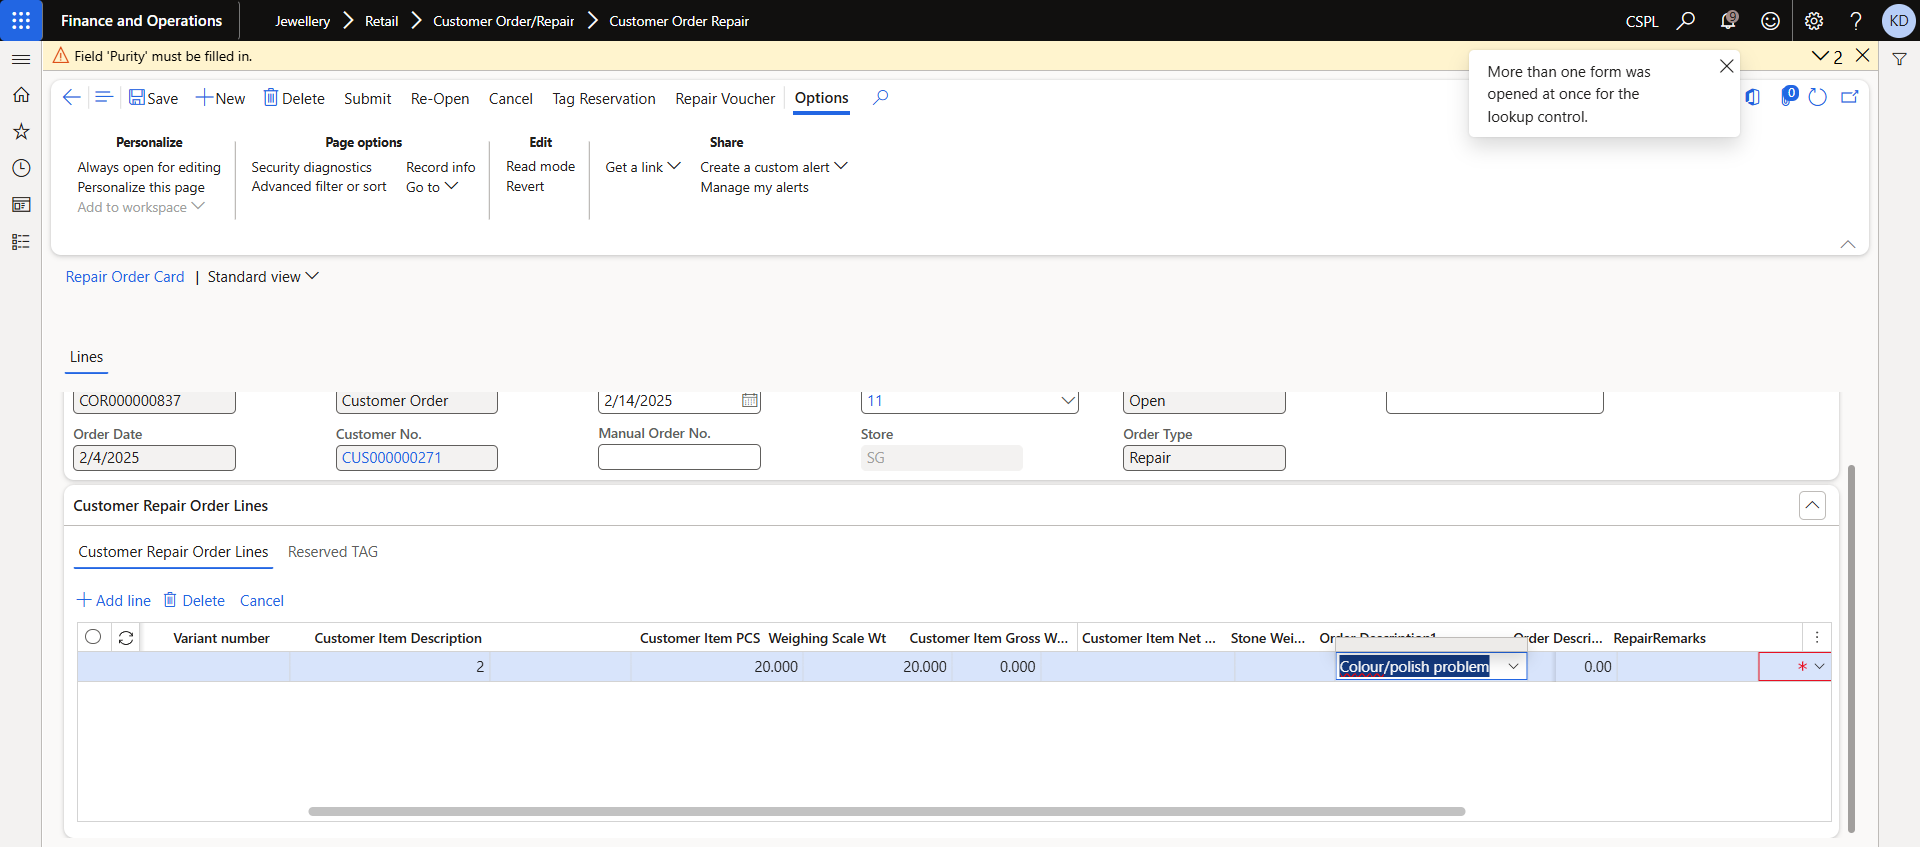 Finance and Operations
Jewellery Retail Customer Order/Repair Customer Order Repair
CSPL
9
KD
Field 'Purity' must be filled in.
2
More than one form was
opened at once for the
lookup control.
Save New Delete Submit Re-Open Cancel Tag Reservation Repair Voucher Options
0
Personalize
Always open for editing
Personalize this page
Add to workspace
Page options
Security diagnostics
Advanced filter or sort
Record info
Go to
Edit
Read mode
Revert
Get a link
Share
Create a custom alert
Manage my alerts
Repair Order Card | Standard view
Lines
COR000000837 Customer Order 2/14/2025 11 Open
Order Date Customer No. Manual Order No. Store Order Type
2/4/2025 CUS000000271 SG Repair
Customer Repair Order Lines
Customer Repair Order Lines Reserved TAG
Add line Delete Cancel
Variant number Customer Item Description Customer Item PCS Weighing Scale Wt Customer Item Gross W... Customer Item Net ... Stone Wei... Order Description1 Order Descri... RepairRemarks
2 20.000 20.000 0.000 Colour/polish problem 0.00 *